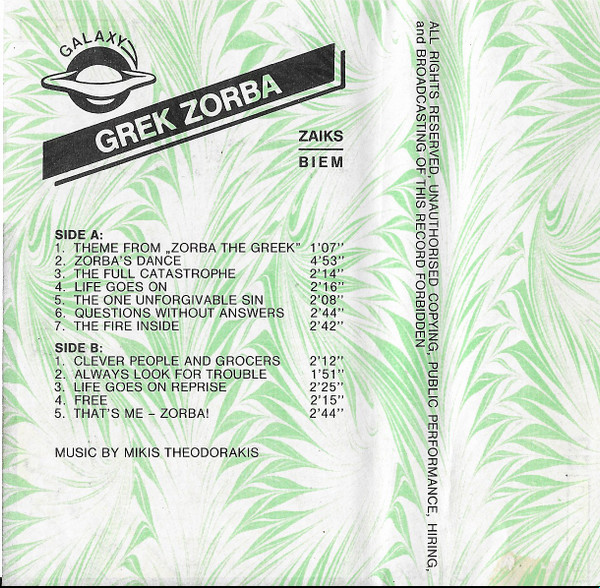 GALAXY
GREK ZORBA
ZAIKS
BIEM
SIDE A:
1. THEME FROM „ZORBA THE GREEK” 1'07''
2. ZORBA'S DANCE 4'53''
3. THE FULL CATASTROPHE 2'14''
4. LIFE GOES ON 2'16''
5. THE ONE UNFORGIVABLE SIN 2'08''
6. QUESTIONS WITHOUT ANSWERS 2'44''
7. THE FIRE INSIDE 2'42''
SIDE B:
1. CLEVER PEOPLE AND GROCERS 2'12''
2. ALWAYS LOOK FOR TROUBLE 1'51''
3. LIFE GOES ON REPRISE 2'25''
4. FREE 2'15''
5. THAT'S ME – ZORBA! 2'44''
MUSIC BY MIKIS THEODORAKIS
ALL RIGHTS RESERVED, UNAUTHORISED COPYING, PUBLIC PERFORMANCE, HIRING,
and BROADCASTING OF THIS RECORD FORBIDDEN